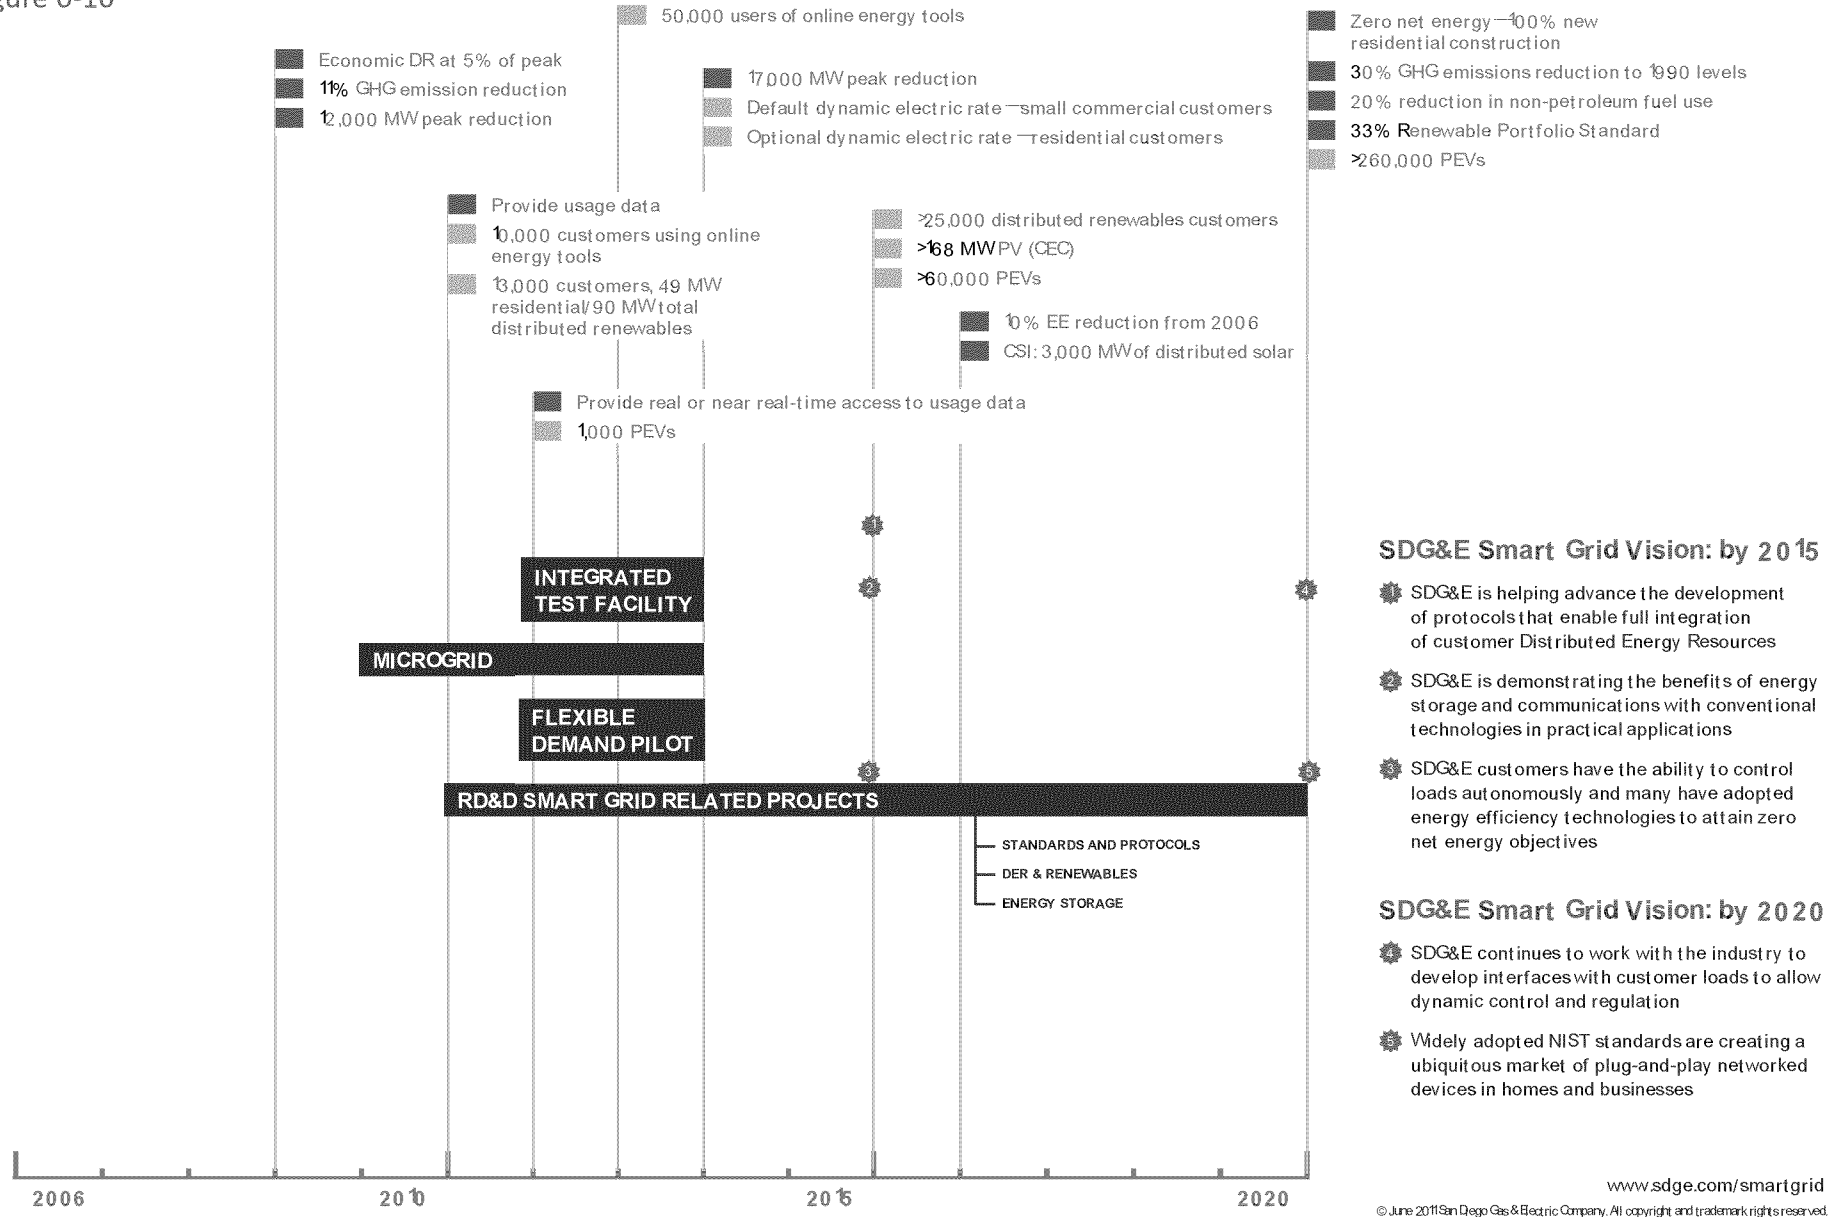 50,000 users of online energy tools
Economic DR at 5% of peak
11% GHG emission reduction
12,000 MW peak reduction
17,000 MW peak reduction
Default dynamic electric rate—small commercial customers
Optional dynamic electric rate—residential customers
Zero net energy—100% new
residential construction
30% GHG emissions reduction to 1990 levels
20% reduction in non-petroleum fuel use
33% Renewable Portfolio Standard
>260,000 PEVs
Provide usage data
10,000 customers using online
energy tools
13,000 customers, 49 MW
residential/90 MW total
distributed renewables
>25,000 distributed renewables customers
>168 MW PV (CEC)
>60,000 PEVs
10% EE reduction from 2006
CSI: 3,000 MW of distributed solar
Provide real or near real-time access to usage data
1,000 PEVs
1
2
4
3
5
INTEGRATED
TEST FACILITY
MICROGRID
FLEXIBLE
DEMAND PILOT
RD&D SMART GRID RELATED PROJECTS
STANDARDS AND PROTOCOLS
DER & RENEWABLES
ENERGY STORAGE
SDG&E Smart Grid Vision: by 2015
1 SDG&E is helping advance the development
of protocols that enable full integration
of customer Distributed Energy Resources
2 SDG&E is demonstrating the benefits of energy
storage and communications with conventional
technologies in practical applications
3 SDG&E customers have the ability to control
loads autonomously and many have adopted
energy efficiency technologies to attain zero
net energy objectives
SDG&E Smart Grid Vision: by 2020
4 SDG&E continues to work with the industry to
develop interfaces with customer loads to allow
dynamic control and regulation
5 Widely adopted NIST standards are creating a
ubiquitous market of plug-and-play networked
devices in homes and businesses
2006
2010
2015
2020
www.sdge.com/smartgrid
© June 2011 San Diego Gas & Electric Company. All copyright and trademark rights reserved.